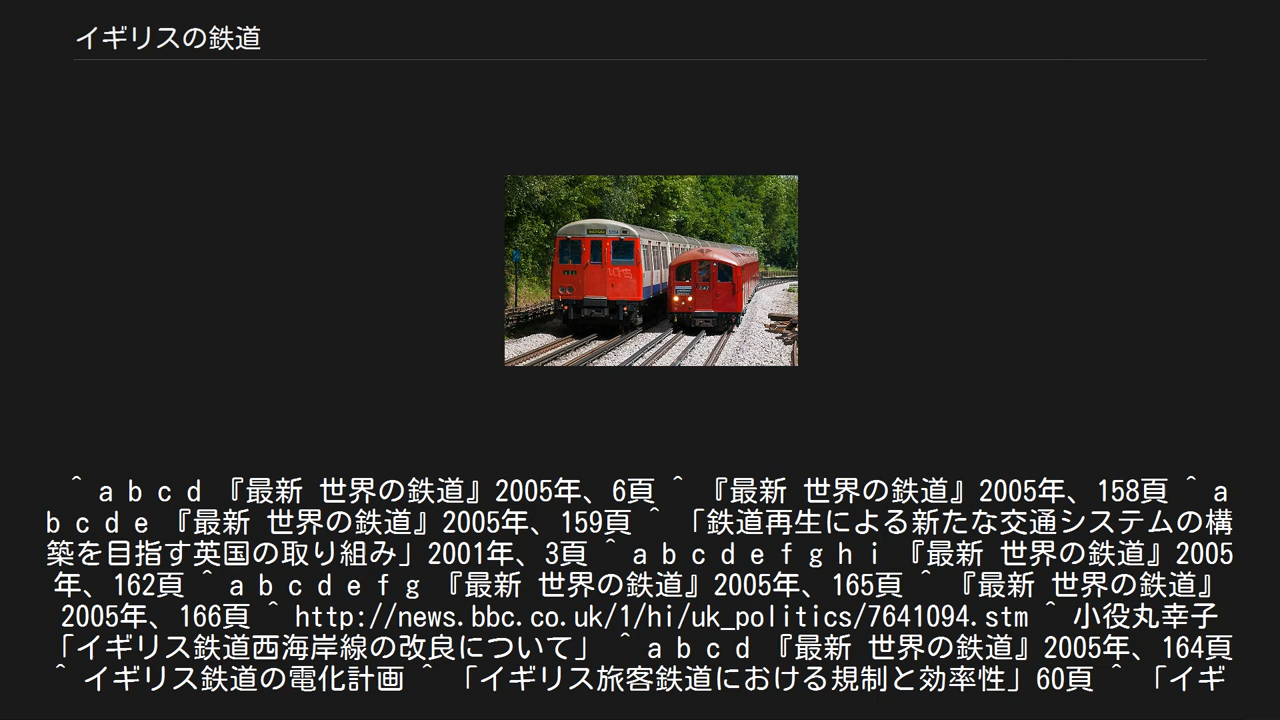 イギリスの鉄道
^ a b c d 『最新 世界の鉄道』2005年、6頁 ^ 『最新 世界の鉄道』2005年、158頁 ^ a
b c d e 『最新 世界の鉄道』2005年、159頁 ^ 「鉄道再生による新たな交通システムの構
築を目指す英国の取り組み」2001年、3頁 ^ a b c d e f g h i 『最新 世界の鉄道』2005
年、162頁 ^ a b c d e f g 『最新 世界の鉄道』2005年、165頁 ^ 『最新 世界の鉄道』
2005年、166頁 ^ http://news.bbc.co.uk/1/hi/uk_politics/7641094.stm ^ 小役丸幸子
「イギリス鉄道西海岸線の改良について」 ^ a b c d 『最新 世界の鉄道』2005年、164頁
^ イギリス鉄道の電化計画 ^ 「イギリス旅客鉄道における規制と効率性」60頁 ^ 「イギ